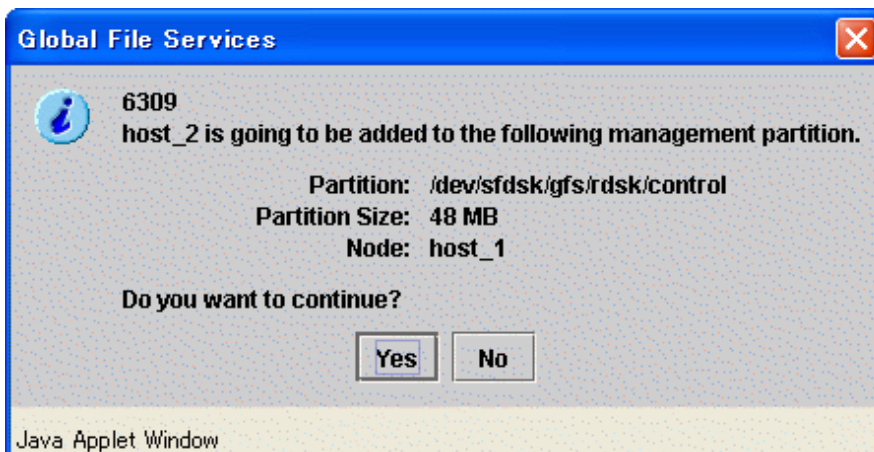 Global File Services
6309
host_2 is going to be added to the following management partition.
Partition: /dev/sfdsk/gfs/rdsk/control
Partition Size: 48 MB
Node: host_1
Do you want to continue?
Yes No
Java Applet Window